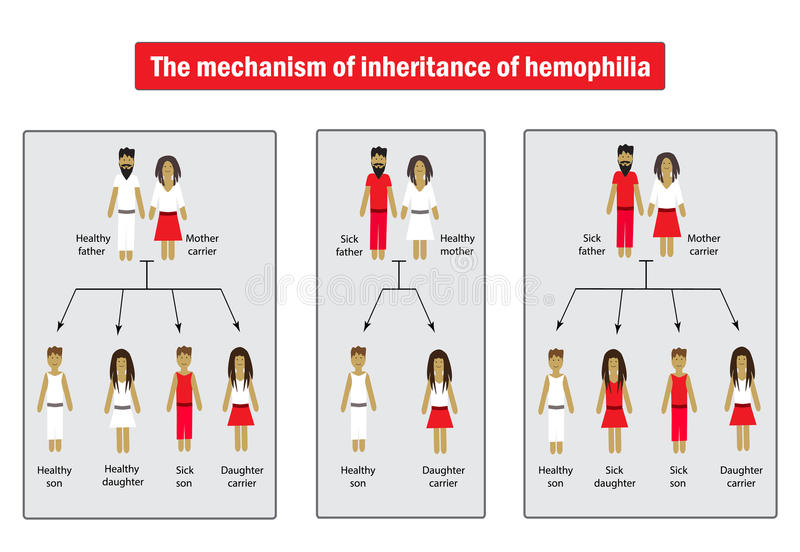 The mechanism of inheritance of hemophilia
Healthy
father
Mother
carrier
Healthy
son
Healthy
daughter
Sick
son
Daughter
carrier
Sick
father
Healthy
mother
Healthy
son
Daughter
carrier
Sick
father
Mother
carrier
Healthy
son
Sick
daughter
Sick
son
Daughter
carrier
© dreamstime.com